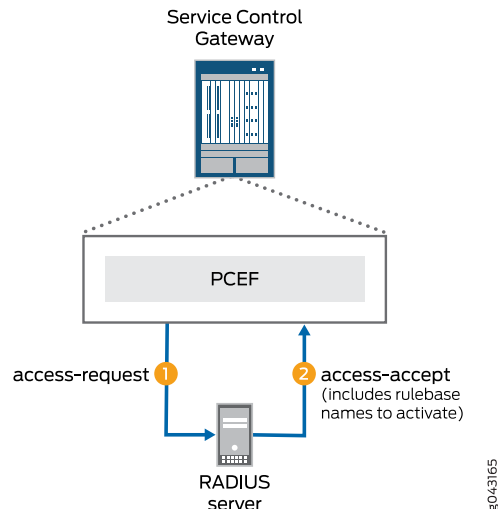 Service Control
Gateway
PCEF
access-request
1
2
access-accept
(includes rulebase
names to activate)
RADIUS
server
g043165